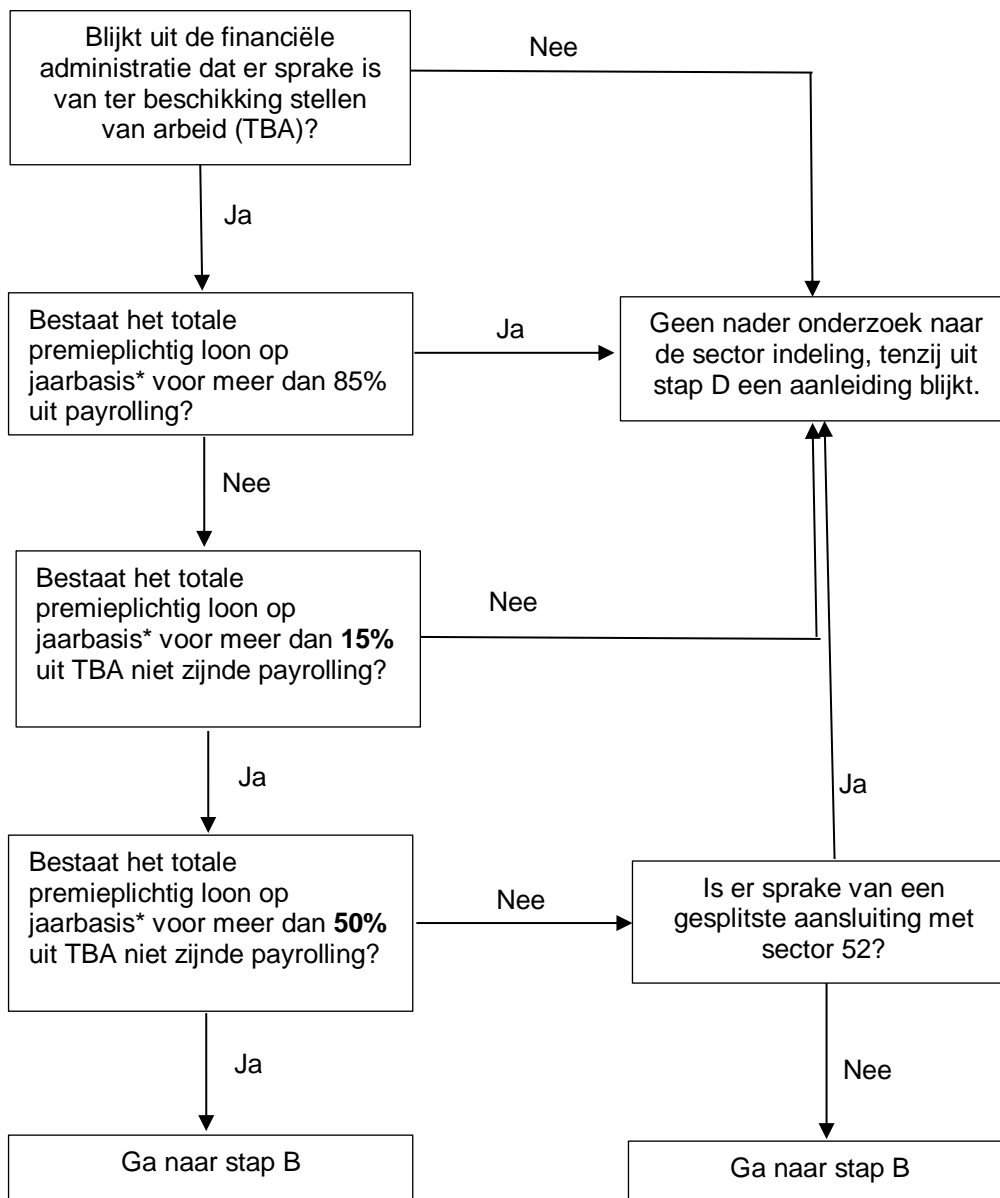 Blijkt uit de financiële
administratie dat er sprake is
van ter beschikking stellen
van arbeid (TBA)?
Nee
Ja
Bestaat het totale
premieplichtig loon op
jaarbasis* voor meer dan 85%
uit payrolling?
Ja
Geen nader onderzoek naar
de sector indeling, tenzij uit
stap D een aanleiding blijkt.
Nee
Bestaat het totale
premieplichtig loon op
jaarbasis* voor meer dan 15%
uit TBA niet zijnde payrolling?
Nee
Ja
Ja
Bestaat het totale
premieplichtig loon op
jaarbasis* voor meer dan 50%
uit TBA niet zijnde payrolling?
Nee
Is er sprake van een
gesplitste aansluiting met
sector 52?
Ja
Nee
Ga naar stap B
Ga naar stap B